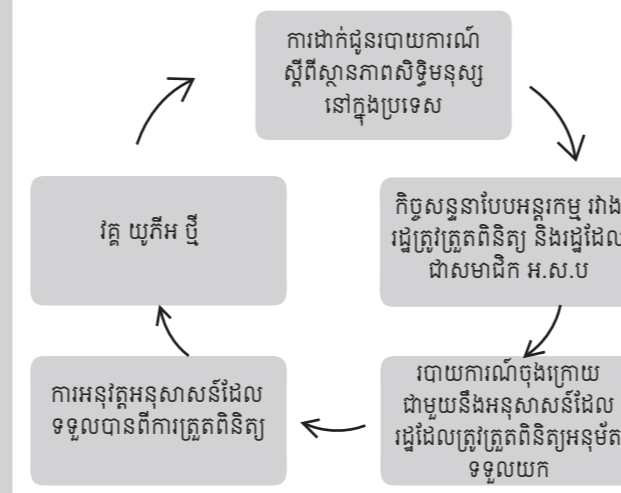 ការដាក់ជូនរបាយការណ៍
ស្តីពីស្ថានភាពសិទ្ធិមនុស្ស
នៅក្នុងប្រទេស
កិច្ចសន្ទនាបែបអន្តរកម្ម រវាង
រដ្ឋត្រូវត្រួតពិនិត្យ និងរដ្ឋដែល
ជាសមាជិក អ.ស.ប
របាយការណ៍ចុងក្រោយ
ជាមួយនឹងអនុសាសន៍ដែល
រដ្ឋដែលត្រូវត្រួតពិនិត្យអនុម័ត
ទទួលយក
ការអនុវត្តអនុសាសន៍ដែល
ទទួលបានពីការត្រួតពិនិត្យ
វគ្គ យូភីអ ថ្មី